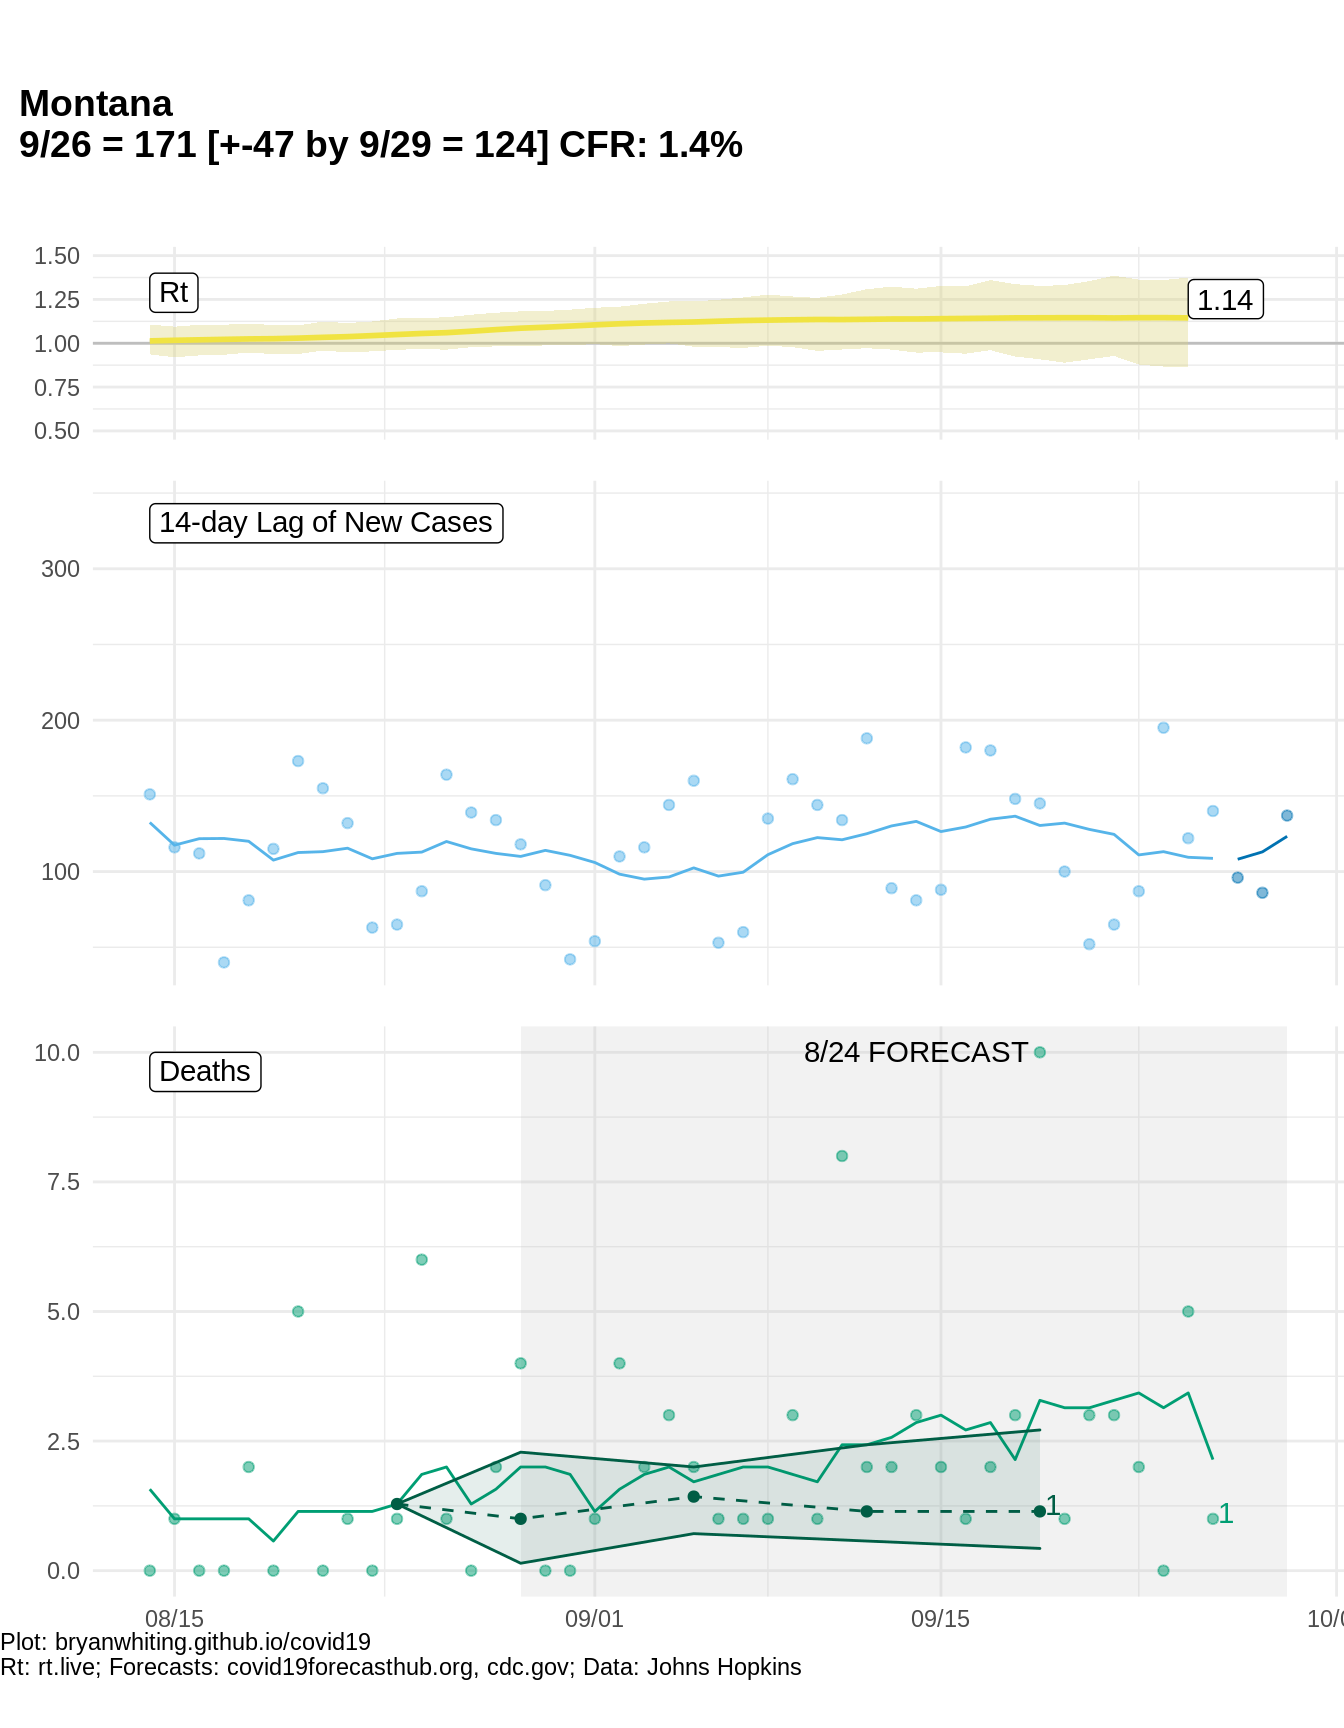 Montana
9/26 = 171 [+-47 by 9/29 = 124] CFR: 1.4%
1.50
Rt
1.25
1.14
1.00
0.75
0.50
14-day Lag of New Cases
300
200
100
10.0
8/24 FORECAST
Deaths
7.5
5.0
2.5
1
1
0.0
08/15 09/01 09/15 10/0
Plot: bryanwhiting.github.io/covid19
Rt: rt.live; Forecasts: covid19forecasthub.org, cdc.gov; Data: Johns Hopkins